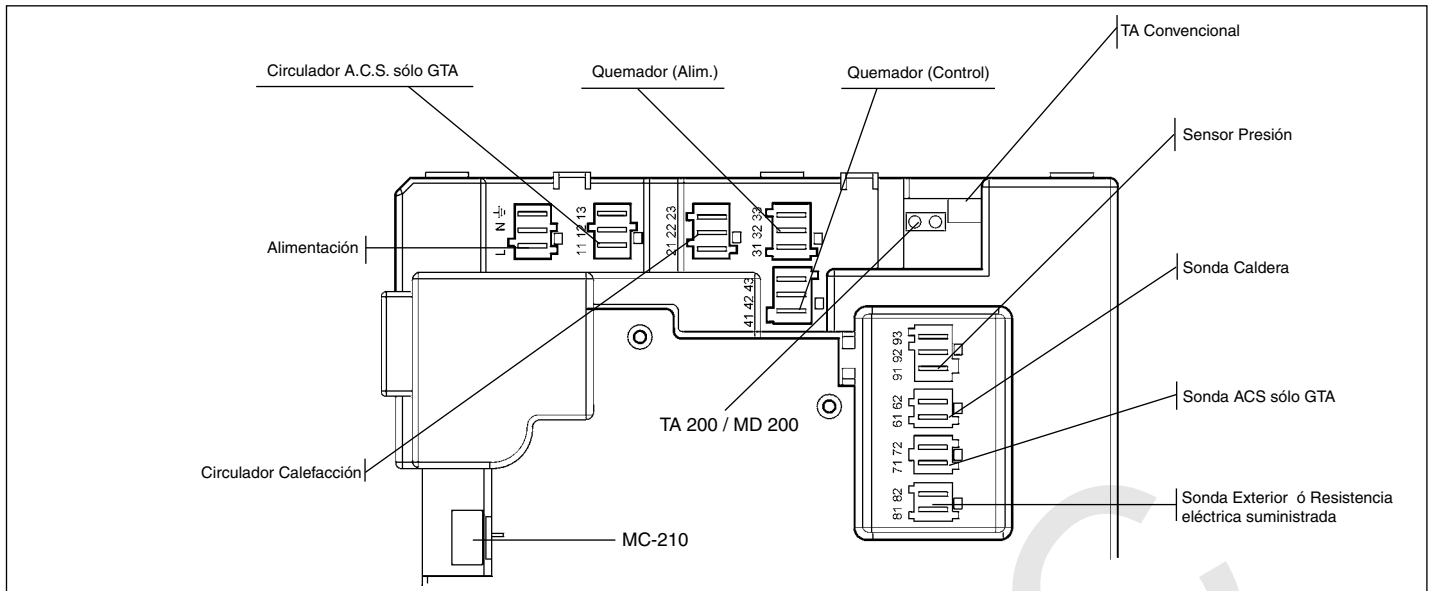 TA Convencional
Circulador A.C.S. sólo GTA
Quemador (Alim.)
Quemador (Control)
Sensor Presión
L N ⏚
11 12 13
21 22 23
31 32 33
Alimentación
41 42 43
Sonda Caldera
91 92 93
61 62
TA 200 / MD 200
Sonda ACS sólo GTA
71 72
Circulador Calefacción
81 82
Sonda Exterior ó Resistencia
eléctrica suministrada
MC-210